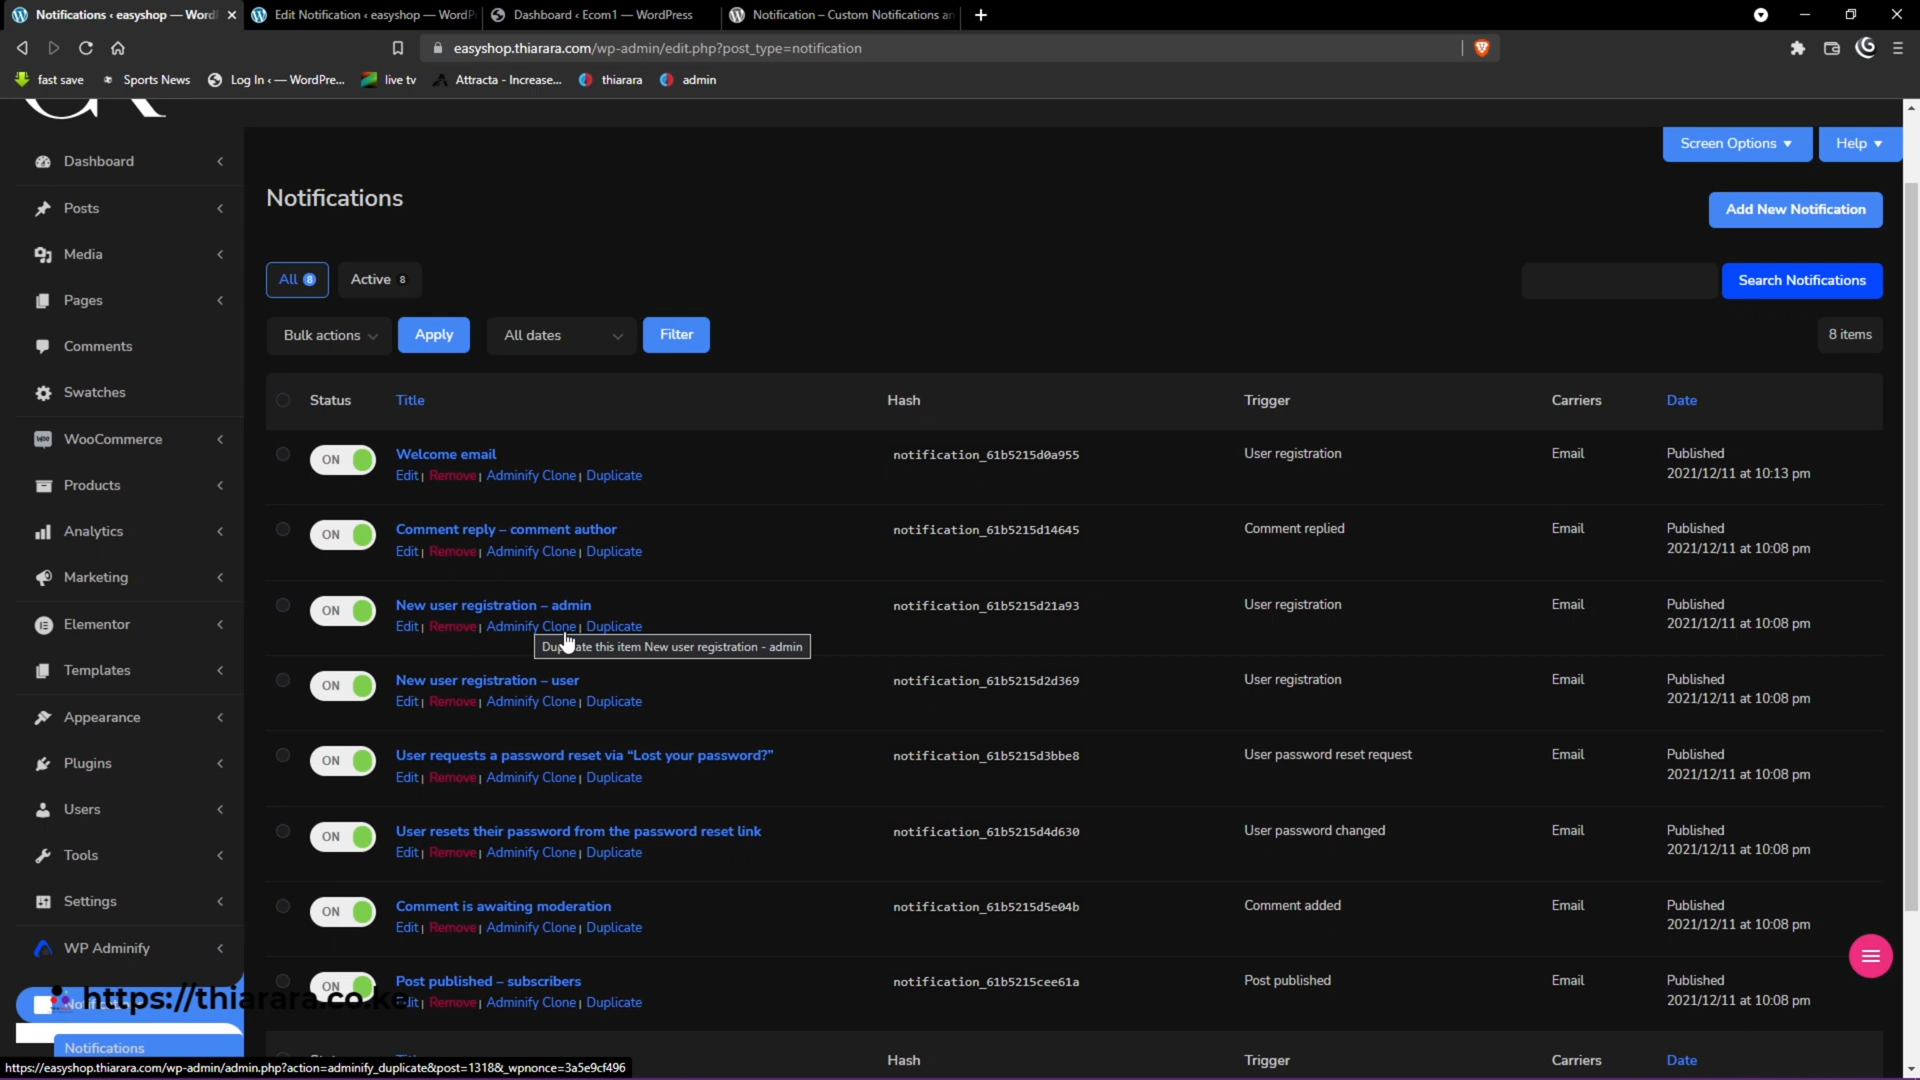 Notifications ‹ easyshop — Word
Edit Notification ‹ easyshop — WordP
Dashboard ‹ Ecom1 — WordPress
Notification – Custom Notifications an
easyshop.thiarara.com/wp-admin/edit.php?post_type=notification
fast save
Sports News
Log In ‹ — WordPre...
live tv
Attracta - Increase...
thiarara
admin
Screen Options
Help
Dashboard
Posts
Media
Pages
Comments
Swatches
WooCommerce
Products
Analytics
Marketing
Elementor
Templates
Appearance
Plugins
Users
Tools
Settings
WP Adminify
Notifications
Notifications
Add New Notification
All 8
Active 8
Search Notifications
Bulk actions
Apply
All dates
Filter
8 items
Status Title Hash Trigger Carriers Date
ON Welcome email notification_61b5215d0a955 User registration Email Published
Edit | Remove | Adminify Clone | Duplicate 2021/12/11 at 10:13 pm
ON Comment reply – comment author notification_61b5215d14645 Comment replied Email Published
Edit | Remove | Adminify Clone | Duplicate 2021/12/11 at 10:08 pm
ON New user registration – admin notification_61b5215d21a93 User registration Email Published
Edit | Remove | Adminify Clone | Duplicate 2021/12/11 at 10:08 pm
this item New user registration - admin
ON New user registration – user notification_61b5215d2d369 User registration Email Published
Edit | Remove | Adminify Clone | Duplicate 2021/12/11 at 10:08 pm
ON User requests a password reset via “Lost your password?” notification_61b5215d3bbe8 User password reset request Email Published
Edit | Remove | Adminify Clone | Duplicate 2021/12/11 at 10:08 pm
ON User resets their password from the password reset link notification_61b5215d4d630 User password changed Email Published
Edit | Remove | Adminify Clone | Duplicate 2021/12/11 at 10:08 pm
ON Comment is awaiting moderation notification_61b5215d5e04b Comment added Email Published
Edit | Remove | Adminify Clone | Duplicate 2021/12/11 at 10:08 pm
ON Post published – subscribers notification_61b5215cee61a Post published Email Published
Edit | Remove | Adminify Clone | Duplicate 2021/12/11 at 10:08 pm
https://thiarara.co.ke
Hash Trigger Carriers Date
https://easyshop.thiarara.com/wp-admin/admin.php?action=adminify_duplicate&post=1318&_wpnonce=3a5e9cf496